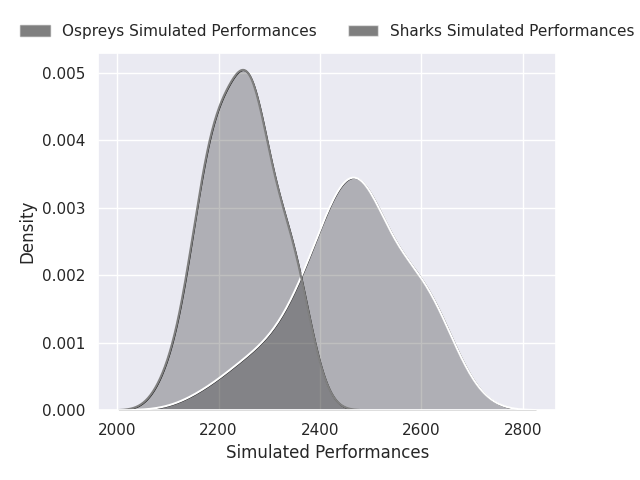 Ospreys Simulated Performances Sharks Simulated Performances
0.005
0.004
0.003
0.002
0.001
0.000
Density
2000 2200 2400 2600 2800
Simulated Performances